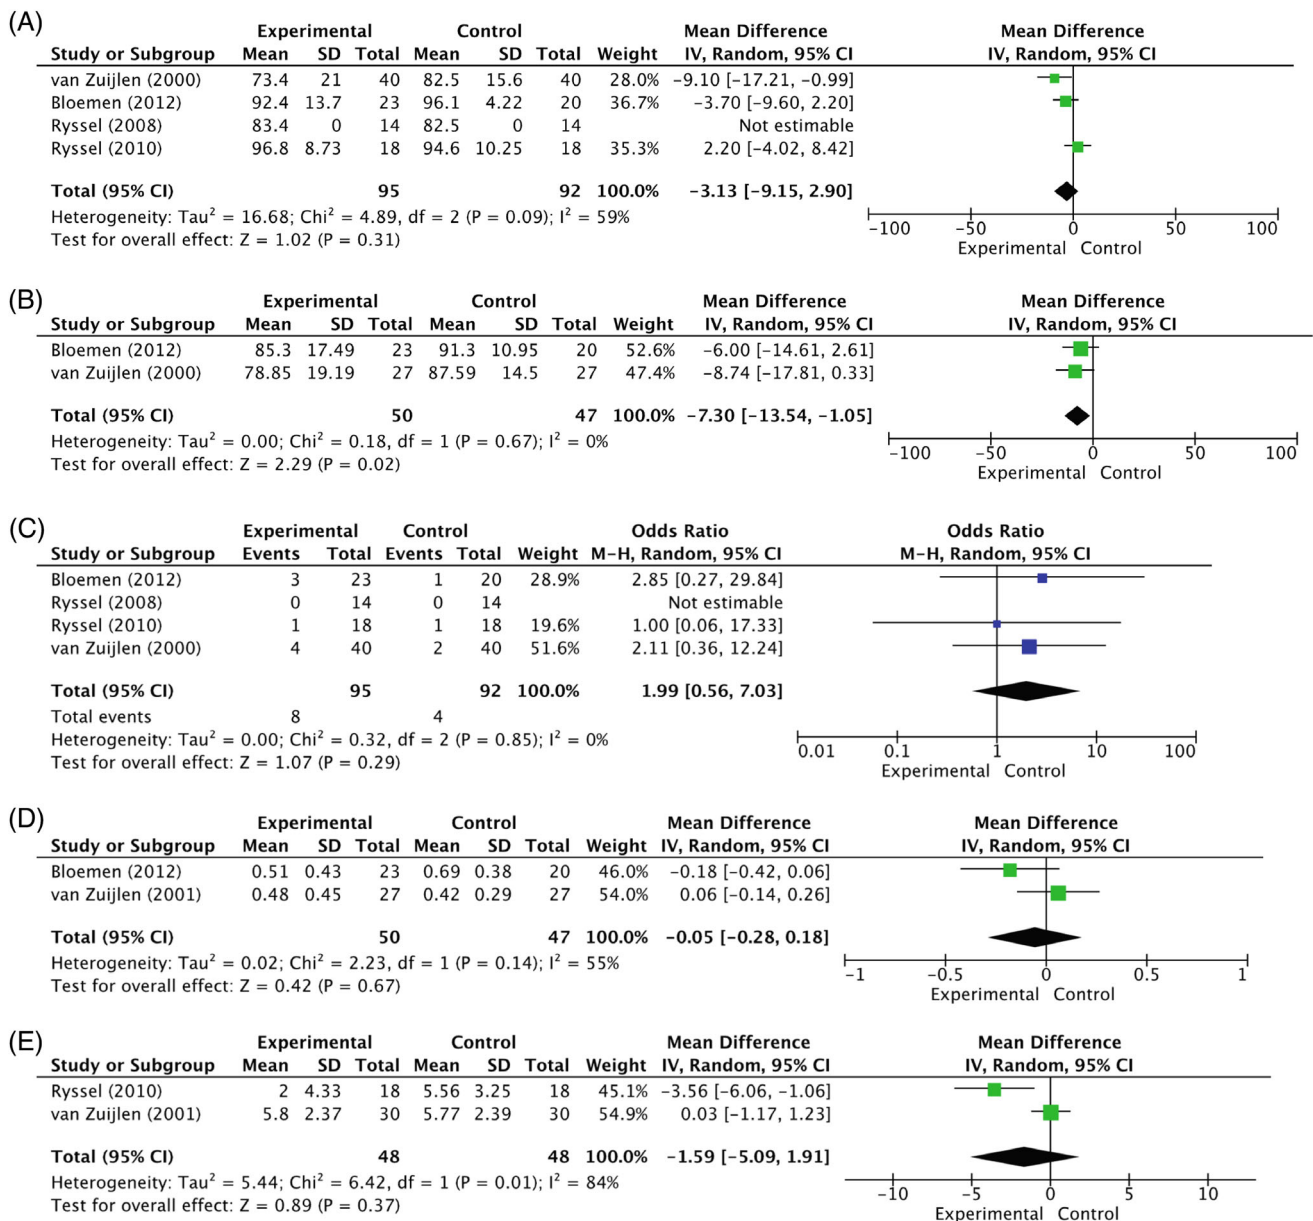 (A)
Experimental Control Mean Difference Mean Difference
Study or Subgroup Mean SD Total Mean SD Total Weight IV, Random, 95% CI IV, Random, 95% CI
van Zuijlen (2000) 73.4 21 40 82.5 15.6 40 28.0% −9.10 [−17.21, −0.99]
Bloemen (2012) 92.4 13.7 23 96.1 4.22 20 36.7% −3.70 [−9.60, 2.20]
Ryssel (2008) 83.4 0 14 82.5 0 14 Not estimable
Ryssel (2010) 96.8 8.73 18 94.6 10.25 18 35.3% 2.20 [−4.02, 8.42]
Total (95% CI) 95 92 100.0% −3.13 [−9.15, 2.90]
Heterogeneity: Tau² = 16.68; Chi² = 4.89, df = 2 (P = 0.09); I² = 59%
Test for overall effect: Z = 1.02 (P = 0.31)
−100 −50 0 50 100
Experimental Control
(B)
Experimental Control Mean Difference Mean Difference
Study or Subgroup Mean SD Total Mean SD Total Weight IV, Random, 95% CI IV, Random, 95% CI
Bloemen (2012) 85.3 17.49 23 91.3 10.95 20 52.6% −6.00 [−14.61, 2.61]
van Zuijlen (2000) 78.85 19.19 27 87.59 14.5 27 47.4% −8.74 [−17.81, 0.33]
Total (95% CI) 50 47 100.0% −7.30 [−13.54, −1.05]
Heterogeneity: Tau² = 0.00; Chi² = 0.18, df = 1 (P = 0.67); I² = 0%
Test for overall effect: Z = 2.29 (P = 0.02)
−100 −50 0 50 100
Experimental Control
(C)
Experimental Control Odds Ratio Odds Ratio
Study or Subgroup Events Total Events Total Weight M−H, Random, 95% CI M−H, Random, 95% CI
Bloemen (2012) 3 23 1 20 28.9% 2.85 [0.27, 29.84]
Ryssel (2008) 0 14 0 14 Not estimable
Ryssel (2010) 1 18 1 18 19.6% 1.00 [0.06, 17.33]
van Zuijlen (2000) 4 40 2 40 51.6% 2.11 [0.36, 12.24]
Total (95% CI) 95 92 100.0% 1.99 [0.56, 7.03]
Total events 8 4
Heterogeneity: Tau² = 0.00; Chi² = 0.32, df = 2 (P = 0.85); I² = 0%
Test for overall effect: Z = 1.07 (P = 0.29)
0.01 0.1 1 10 100
Experimental Control
(D)
Experimental Control Mean Difference Mean Difference
Study or Subgroup Mean SD Total Mean SD Total Weight IV, Random, 95% CI IV, Random, 95% CI
Bloemen (2012) 0.51 0.43 23 0.69 0.38 20 46.0% −0.18 [−0.42, 0.06]
van Zuijlen (2001) 0.48 0.45 27 0.42 0.29 27 54.0% 0.06 [−0.14, 0.26]
Total (95% CI) 50 47 100.0% −0.05 [−0.28, 0.18]
Heterogeneity: Tau² = 0.02; Chi² = 2.23, df = 1 (P = 0.14); I² = 55%
Test for overall effect: Z = 0.42 (P = 0.67)
−1 −0.5 0 0.5 1
Experimental Control
(E)
Experimental Control Mean Difference Mean Difference
Study or Subgroup Mean SD Total Mean SD Total Weight IV, Random, 95% CI IV, Random, 95% CI
Ryssel (2010) 2 4.33 18 5.56 3.25 18 45.1% −3.56 [−6.06, −1.06]
van Zuijlen (2001) 5.8 2.37 30 5.77 2.39 30 54.9% 0.03 [−1.17, 1.23]
Total (95% CI) 48 48 100.0% −1.59 [−5.09, 1.91]
Heterogeneity: Tau² = 5.44; Chi² = 6.42, df = 1 (P = 0.01); I² = 84%
Test for overall effect: Z = 0.89 (P = 0.37)
−10 −5 0 5 10
Experimental Control